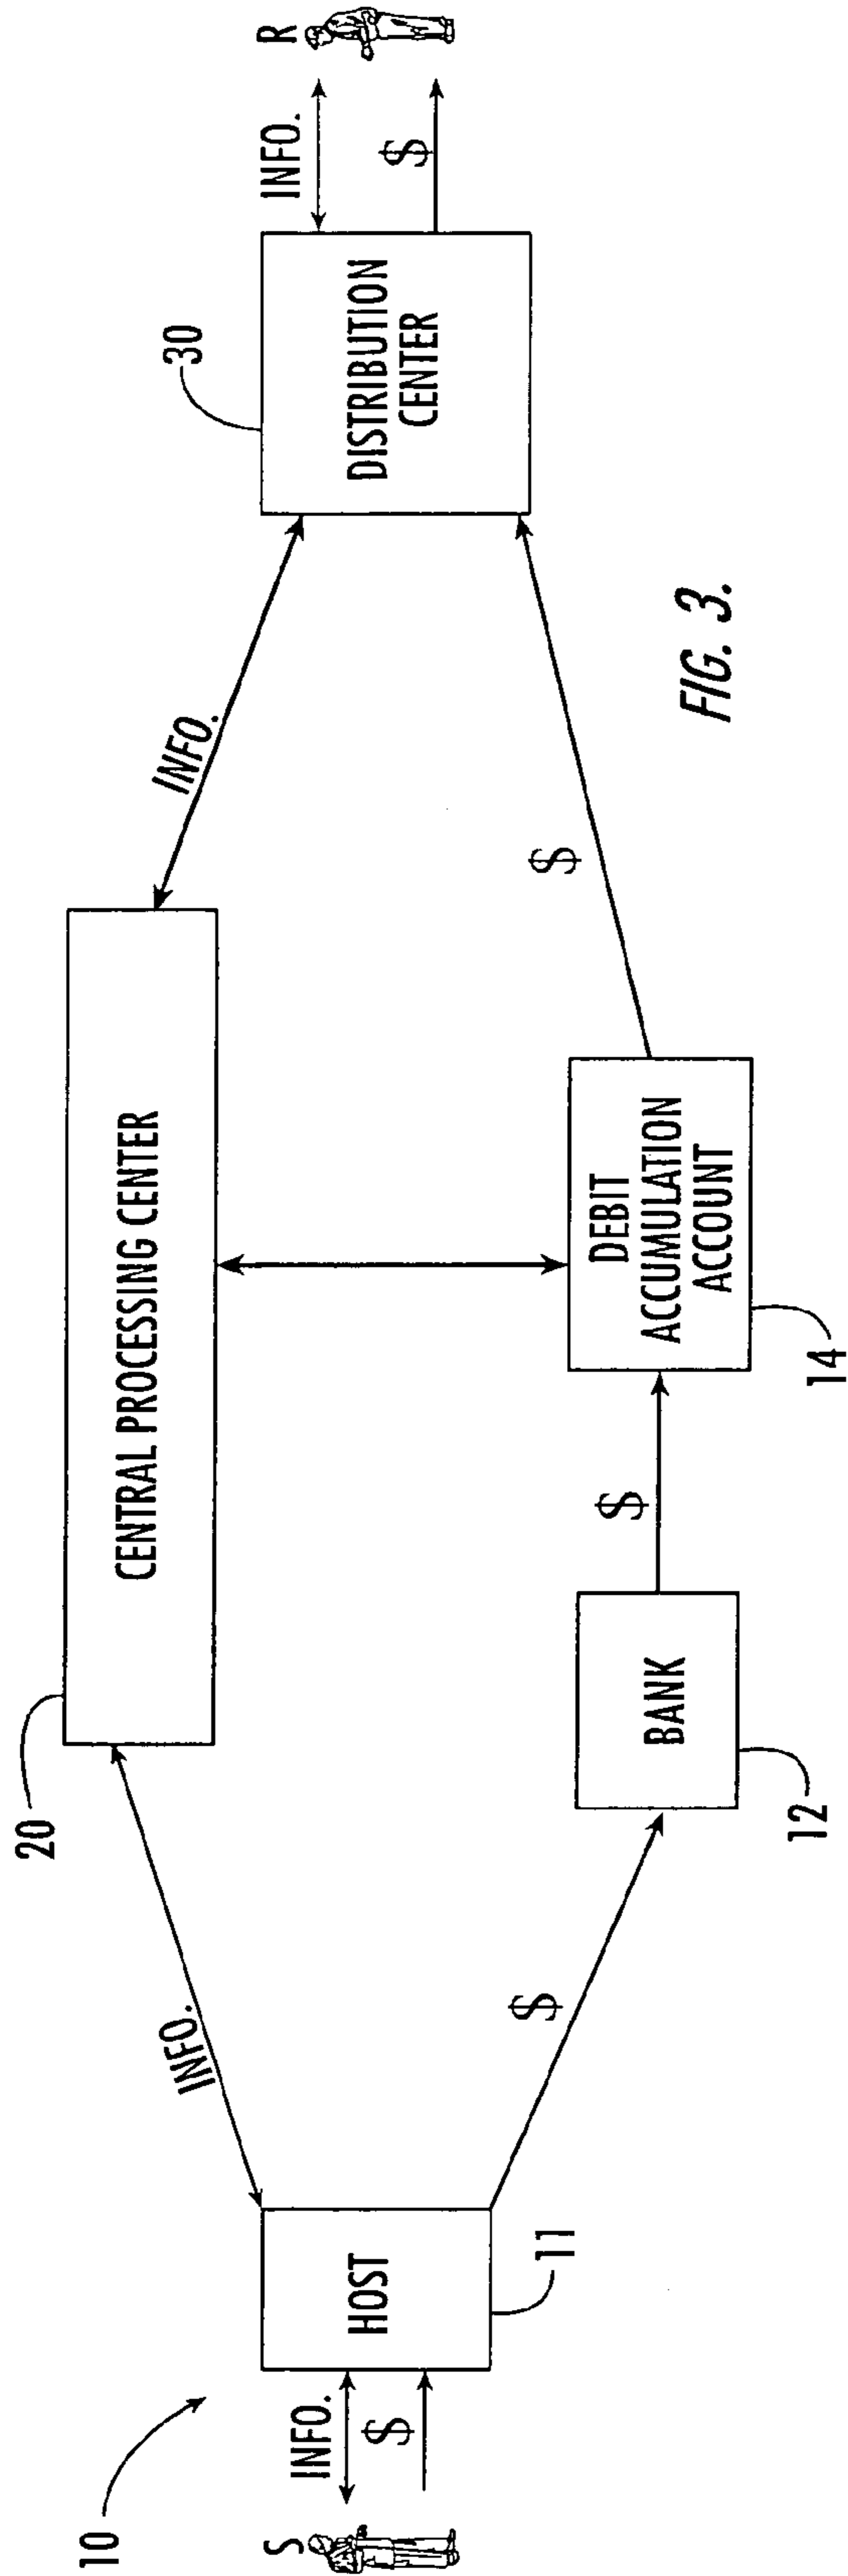 10
S
INFO.
$
HOST
11
INFO.
$
20
CENTRAL PROCESSING CENTER
BANK
12
$
DEBIT
ACCUMULATION
ACCOUNT
14
INFO.
$
30
DISTRIBUTION
CENTER
INFO.
$
R
FIG. 3.